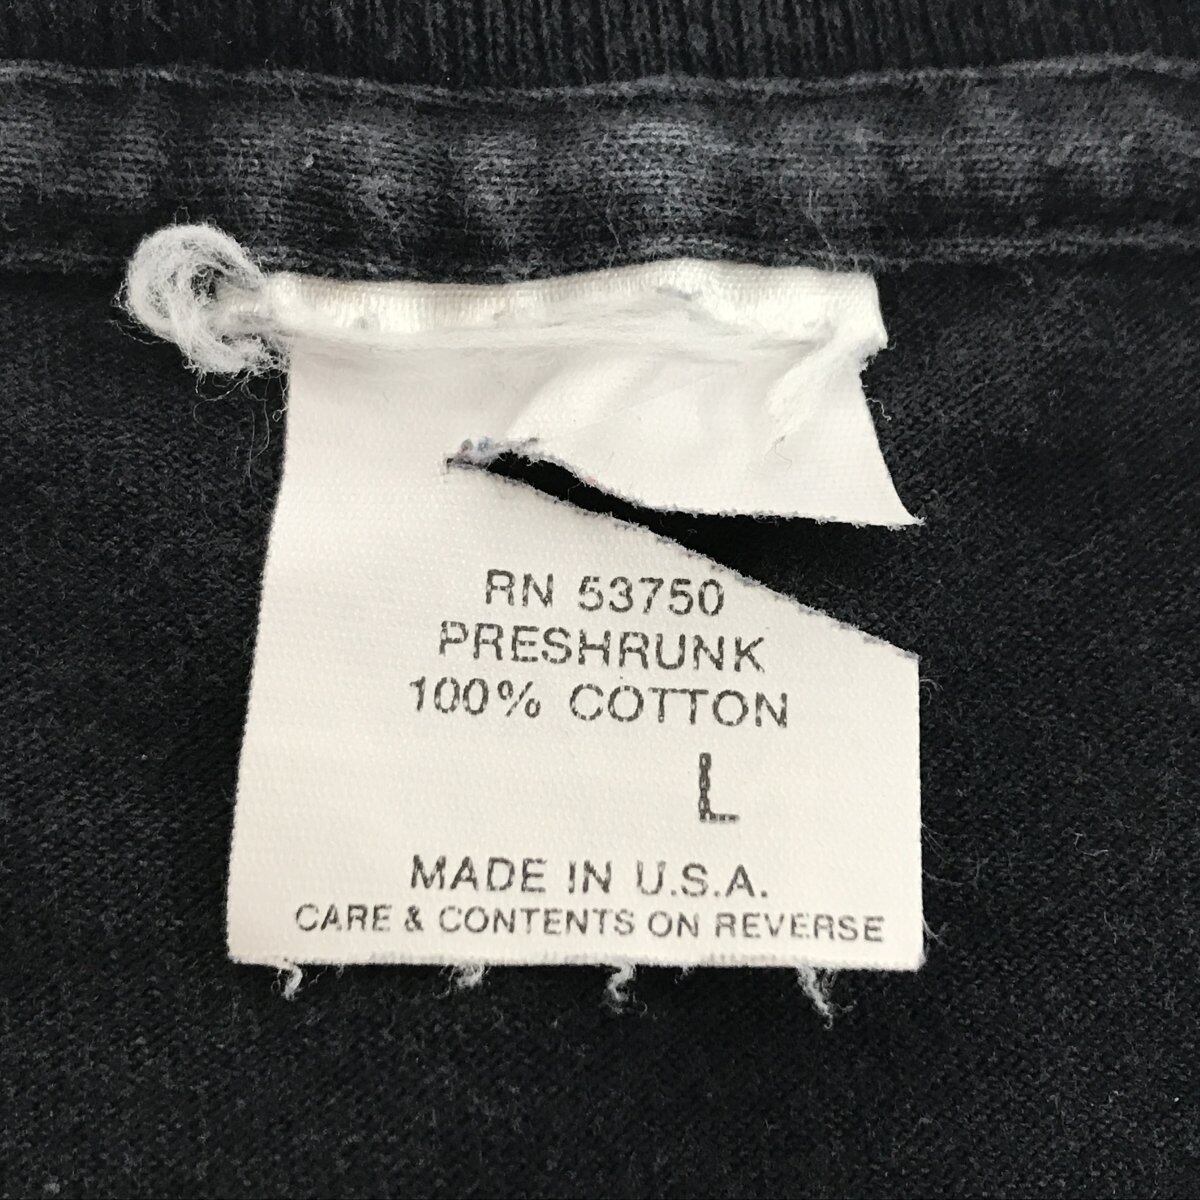 RN 53750
PRESHRUNK
100% COTTON
L
MADE IN U.S.A.
CARE & CONTENTS ON REVERSE